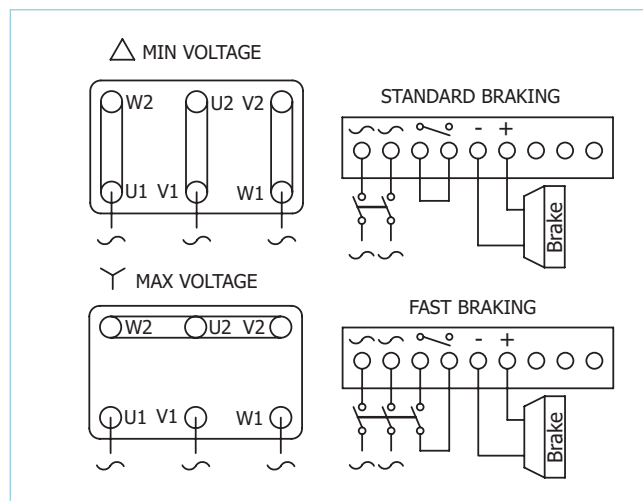 MIN VOLTAGE
W2 U2 V2
U1 V1 W1
STANDARD BRAKING
- +
Brake
MAX VOLTAGE
W2 U2 V2
U1 V1 W1
FAST BRAKING
- +
Brake